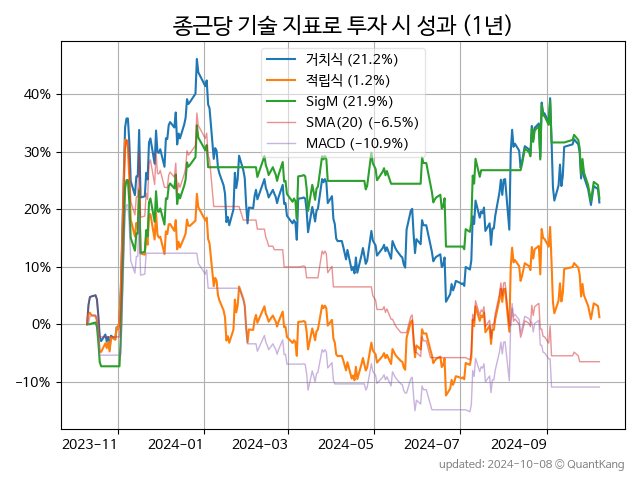 종근당 기술 지표로 투자 시 성과 (1년)
거치식 (21.2%)
적립식 (1.2%)
SigM (21.9%)
SMA(20) (−6.5%)
MACD (−10.9%)
40%
30%
20%
10%
0%
−10%
2023-11 2024-01 2024-03 2024-05 2024-07 2024-09
updated: 2024-10-08 © QuantKang